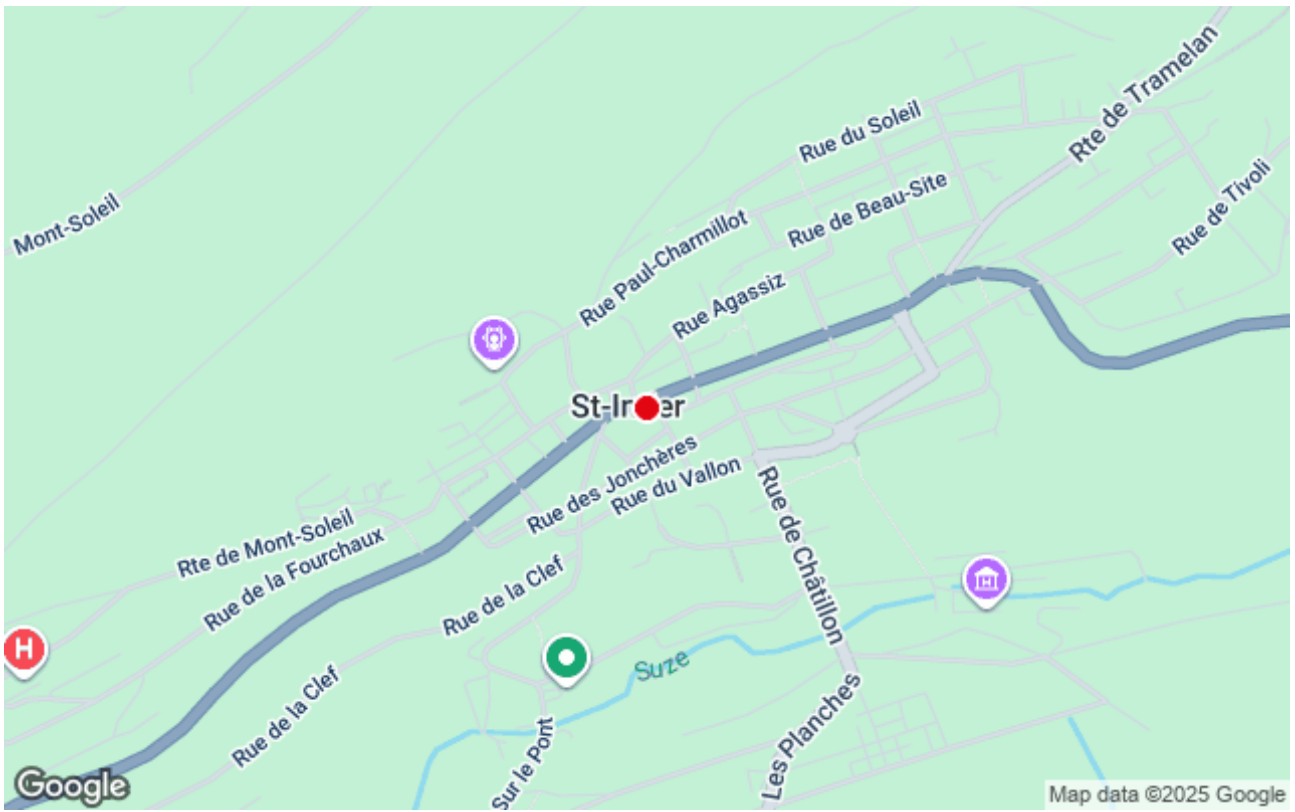 Rte de Tramelan
Rue du Soleil
Rue de Tivoli
Rue de Beau-Site
Mont-Soleil
Rue Paul-Charmillot
Rue Agassiz
St-Imier
Rue des Jonchères
Rue du Vallon
Rue de Châtillon
Rte de Mont-Soleil
Rue de la Fourchaux
Rue de la Clef
H
H
Suze
Rue de la Clef
Les Planches
Sur le Pont
Google
Map data ©2025 Google